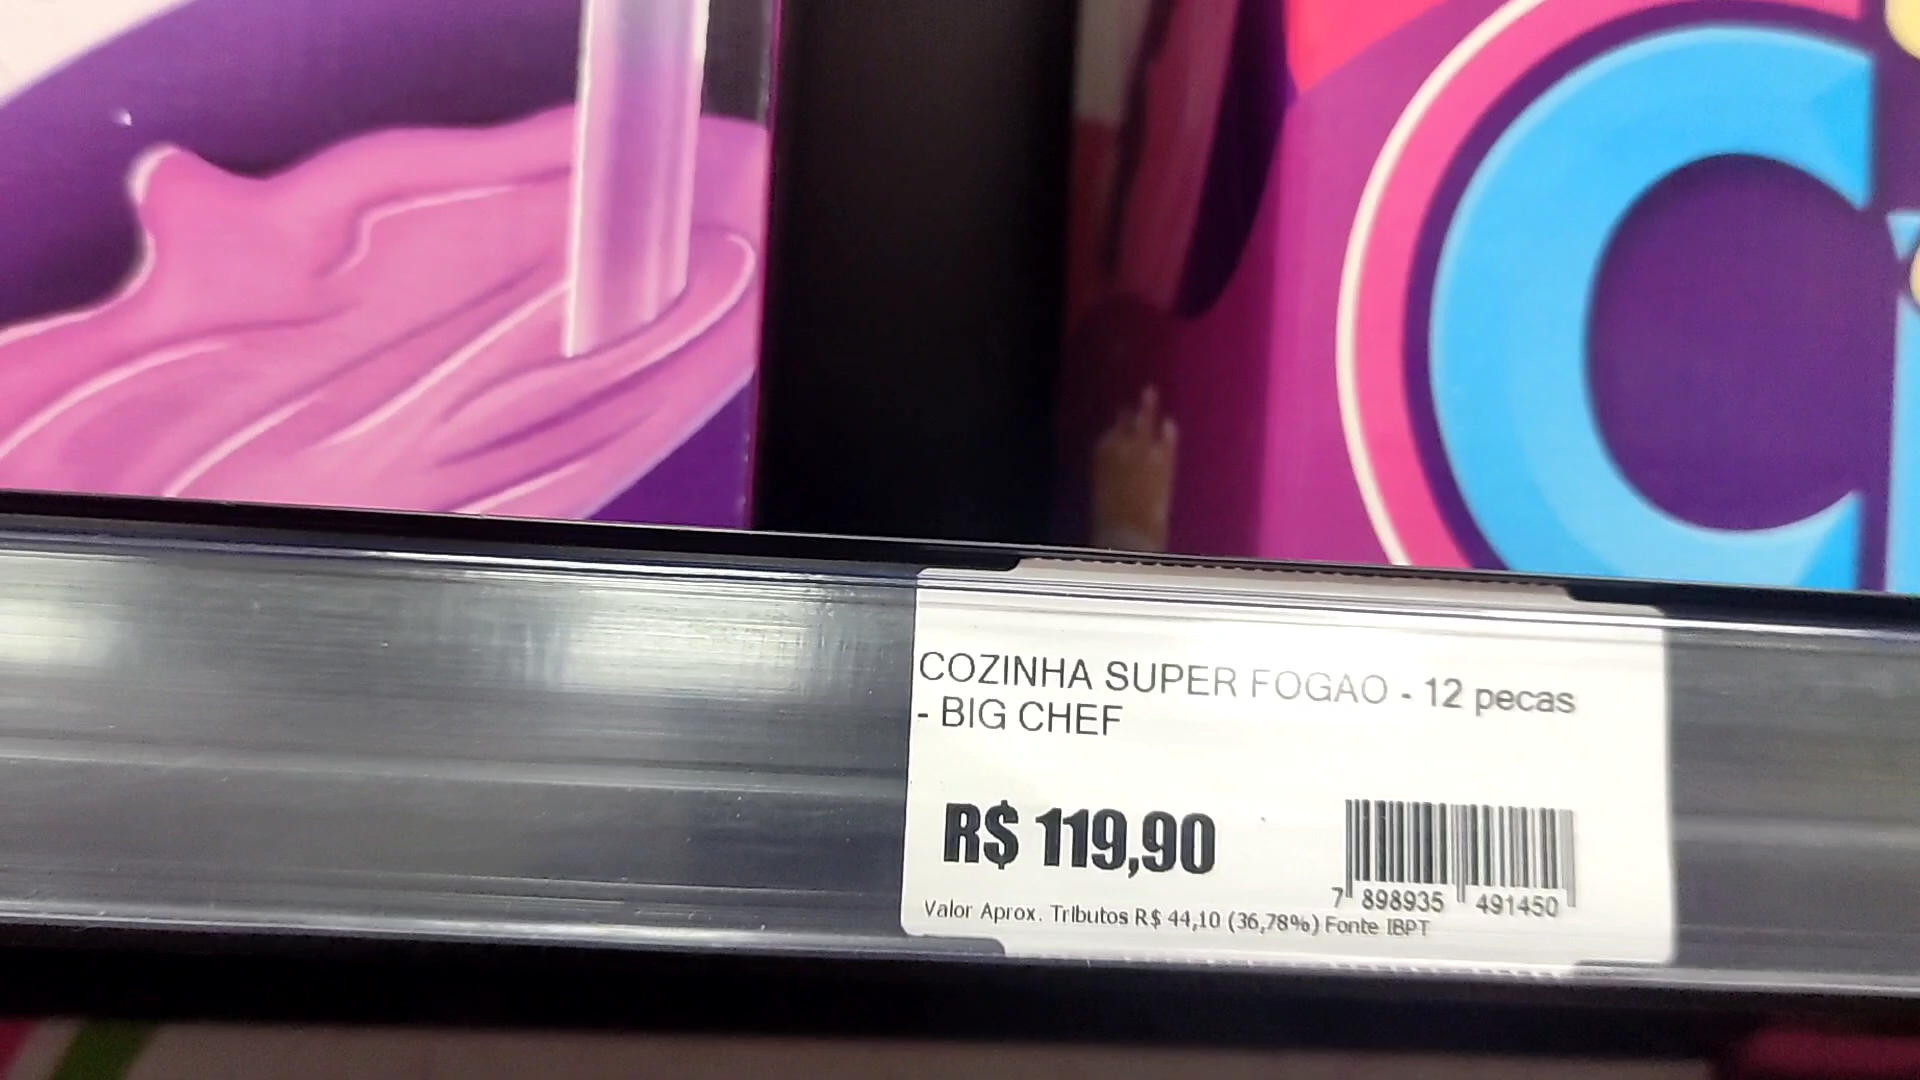 COZINHA SUPER FOGAO - 12 pecas
- BIG CHEF
R$ 119,90
7 898935 491450
Valor Aprox. Tributos R$ 44,10 (36,78%) Fonte IBPT